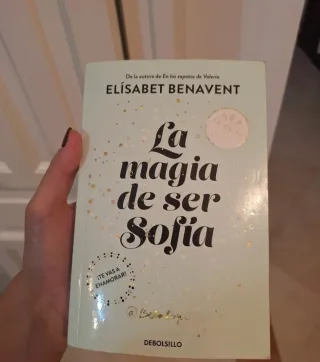 De la autora de En los zapatos de Valeria
ELÍSABET BENAVENT
La
magia
de ser
Sofía
¡TE VAS A
ENAMORAR!
DEBOLSILLO